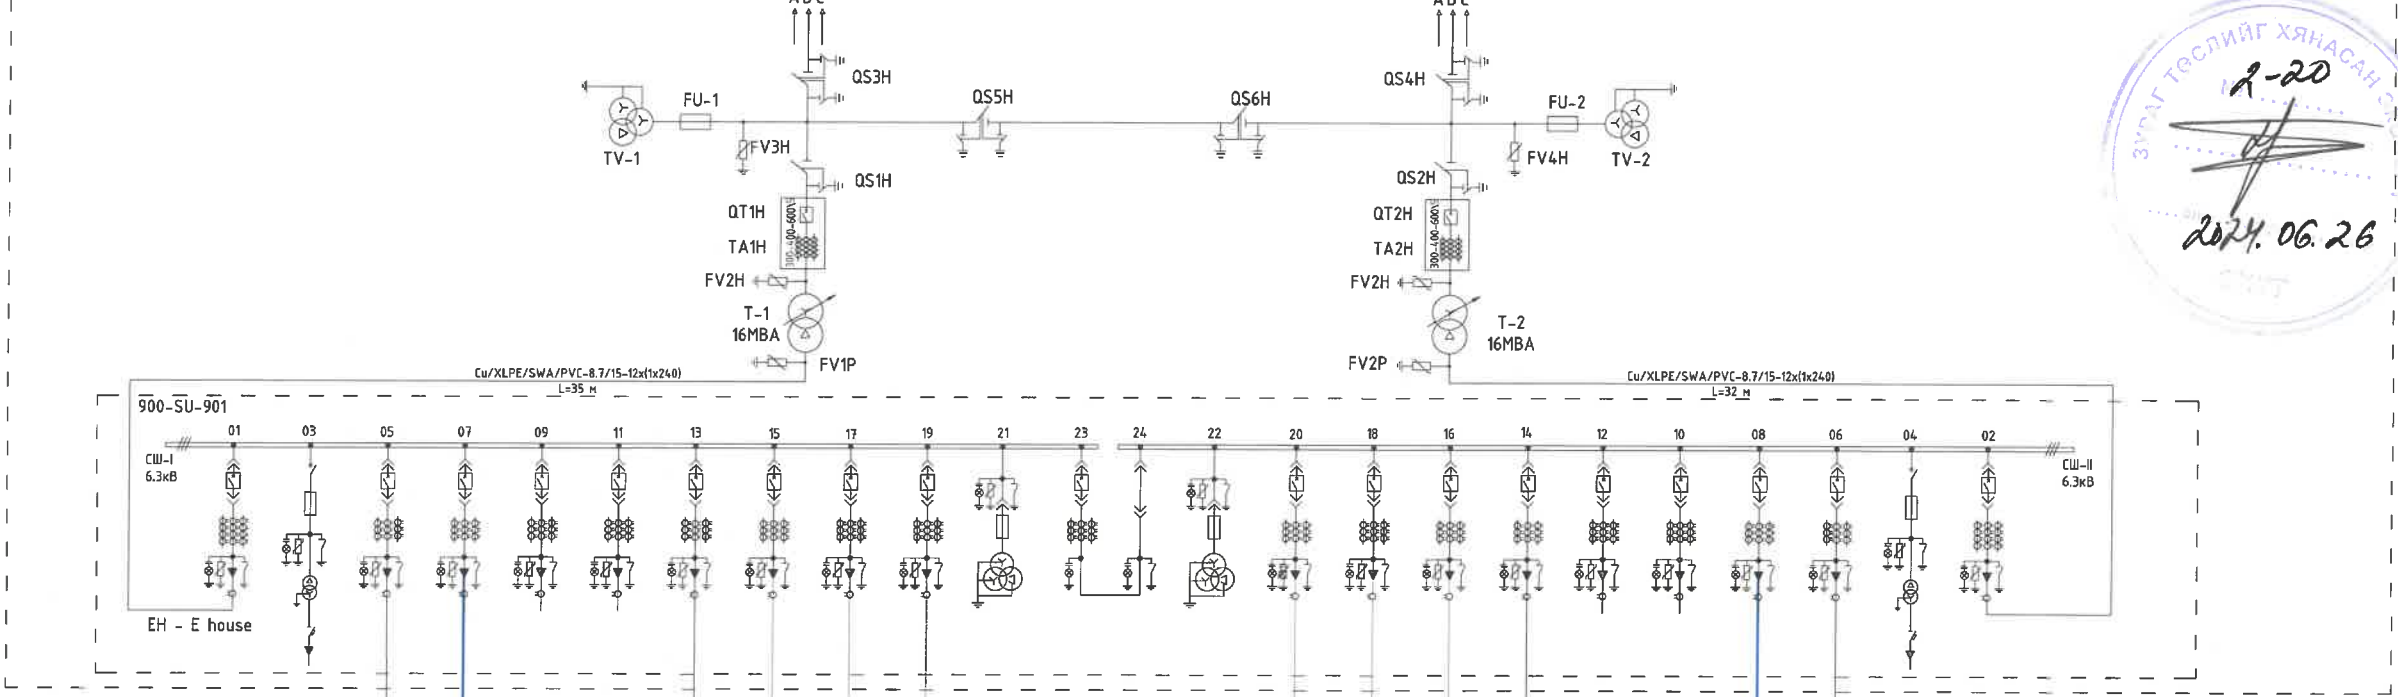 A B C
A B C
QS3H
QS4H
FU-1
QS5H
QS6H
FU-2
TV-1
FV3H
FV4H
TV-2
QS1H
QS2H
QT1H
TA1H
300-400-600/5
QT2H
TA2H
300-400-600/5
FV2H
FV2H
T-1
16MBA
T-2
16MBA
FV1P
FV2P
Cu/XLPE/SWA/PVC-8.7/15-12x(1x240)
L=35 м
Cu/XLPE/SWA/PVC-8.7/15-12x(1x240)
L=32 м
900-SU-901
01 03 05 07 09 11 13 15 17 19 21 23 24 22 20 18 16 14 12 10 08 06 04 02
СШ-I
6.3кВ
СШ-II
6.3кВ
EH - E house
ЗУРАГ ТӨСЛИЙГ ХЯНАСАН
2-20
2024.06.26